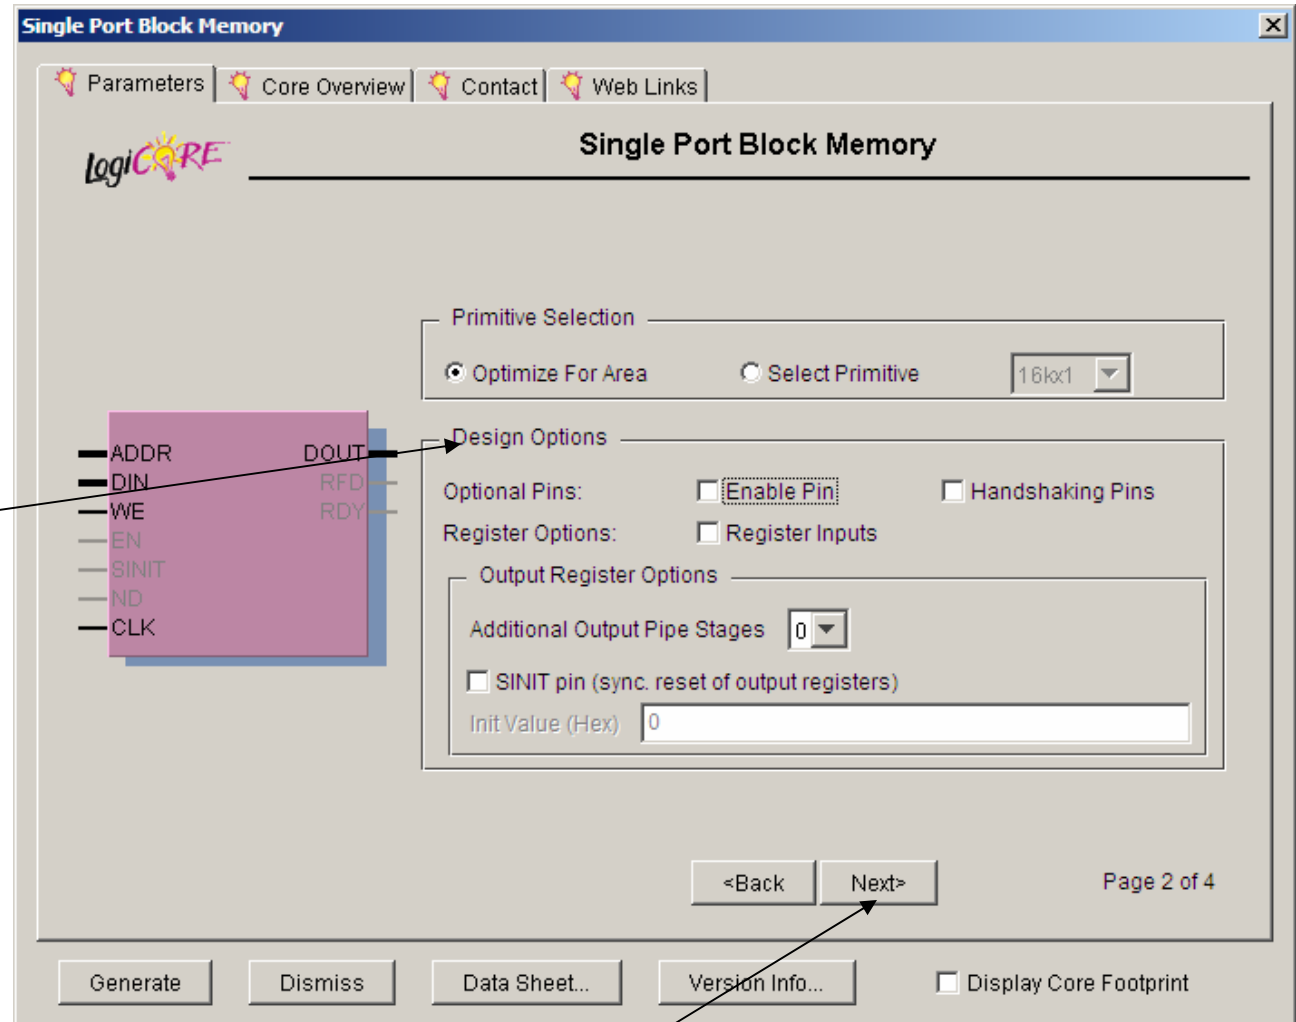 Single Port Block Memory
Parameters
Core Overview
Contact
Web Links
LogiCORE
Single Port Block Memory
Primitive Selection
Optimize For Area
Select Primitive
16kx1
ADDR DOUT
DIN RFD
WE RDY
EN
SINIT
ND
CLK
Design Options
Optional Pins: Enable Pin Handshaking Pins
Register Options: Register Inputs
Output Register Options
Additional Output Pipe Stages 0
SINIT pin (sync. reset of output registers)
Init Value (Hex) 0
<Back Next> Page 2 of 4
Generate Dismiss Data Sheet... Version Info... Display Core Footprint